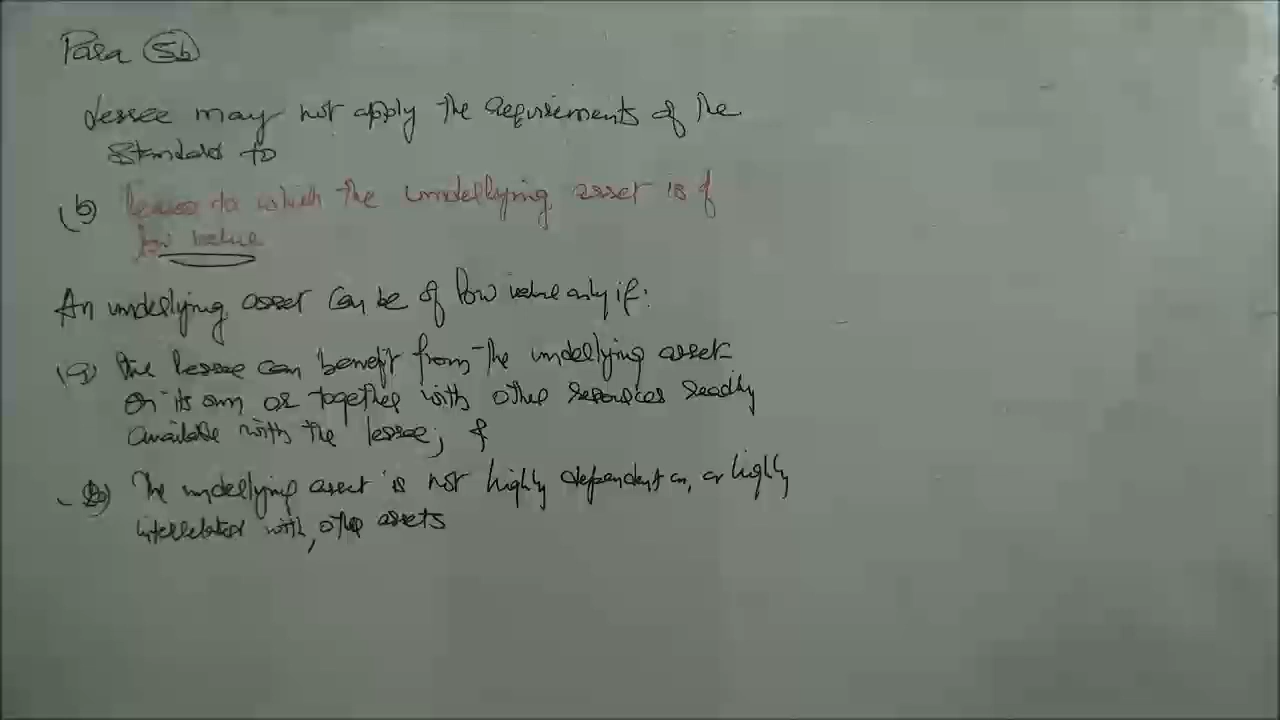 Para 5b
Lessee may not apply the requirements of the
Standard to
(b) leases to which the underlying asset is of
low value
An underlying asset can be of low value only if:
(a) the lessee can benefit from the underlying asset
on its own or together with other resources readily
available with the lessee; &
(b) The underlying asset is not highly dependent on, or highly
interrelated with, other assets